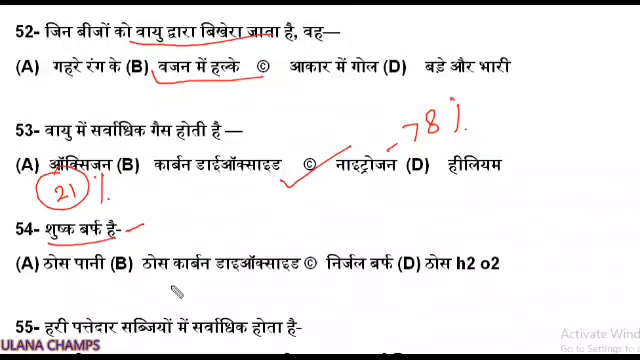 52- जिन बीजों को वायु द्वारा बिखेरा जाता है, वह—
(A) गहरे रंग के (B) वजन में हल्के © आकार में गोल (D) बड़े और भारी
53- वायु में सर्वाधिक गैस होती है — -78%
(A) ऑक्सिजन (B) कार्बन डाईऑक्साइड © नाइट्रोजन (D) हीलियम
21 %
54- शुष्क बर्फ है-
(A) ठोस पानी (B) ठोस कार्बन डाइऑक्साइड © निर्जल बर्फ (D) ठोस h2 o2
55- हरी पत्तेदार सब्जियों में सर्वाधिक होता है-
ULANA CHAMPS
Activate Wind
Go to Settings to a